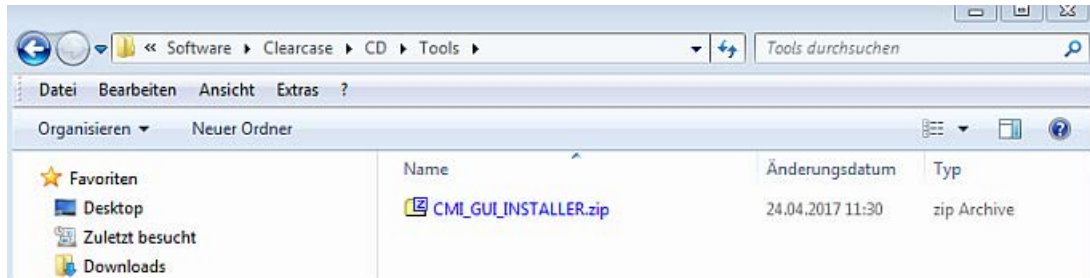 « Software ▸ Clearcase ▸ CD ▸ Tools ▸ Tools durchsuchen
Datei Bearbeiten Ansicht Extras ?
Organisieren Neuer Ordner
Name Änderungsdatum Typ
Favoriten
Desktop
Zuletzt besucht
Downloads
CMI_GUI_INSTALLER.zip 24.04.2017 11:30 zip Archive